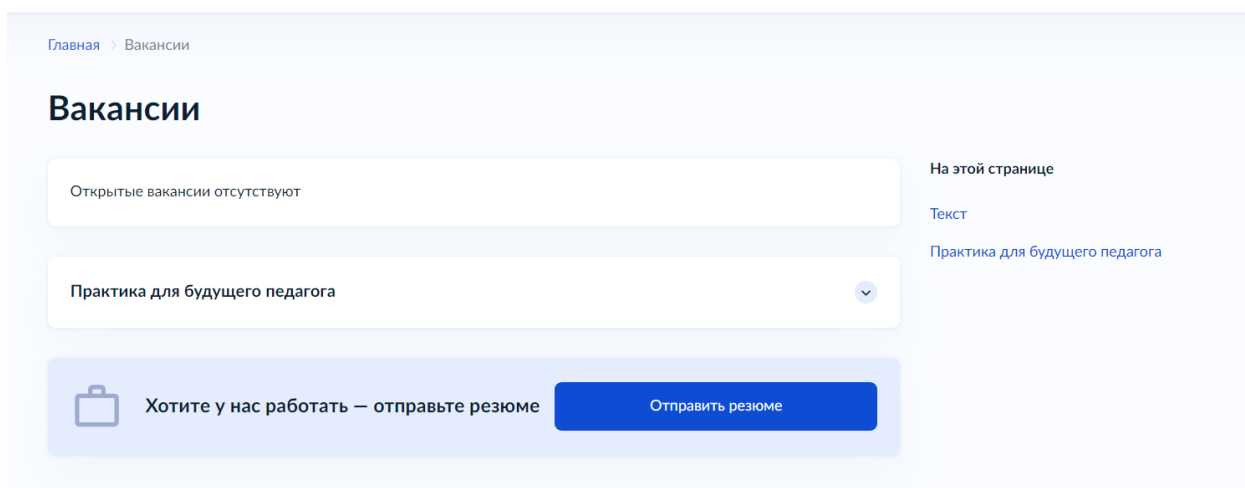 Главная > Вакансии
Вакансии
Открытые вакансии отсутствуют
Практика для будущего педагога
Хотите у нас работать — отправьте резюме
Отправить резюме
На этой странице
Текст
Практика для будущего педагога